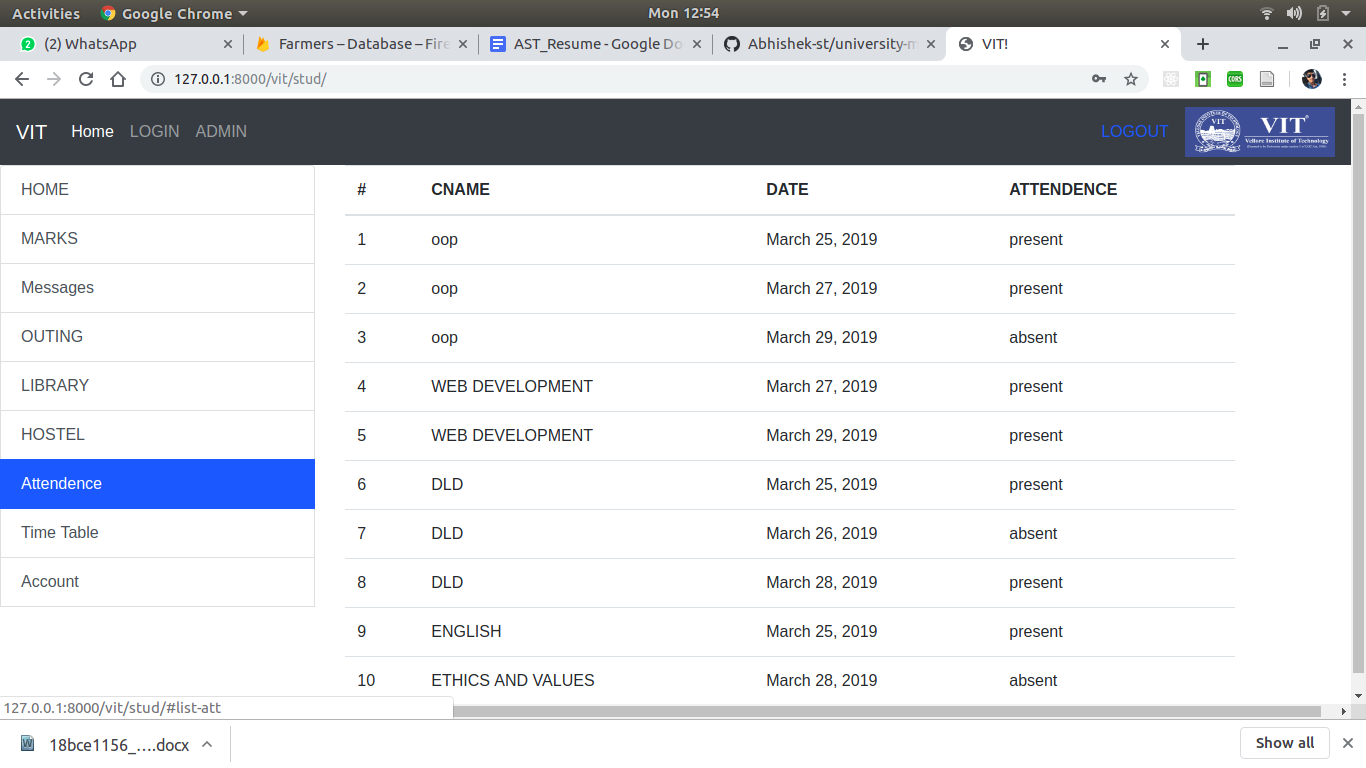 Activities Google Chrome Mon 12:54
(2) WhatsApp Farmers – Database – Fire AST_Resume - Google Do Abhishek-st/university-m VIT!
127.0.0.1:8000/vit/stud/ CORS
VIT Home LOGIN ADMIN LOGOUT VIT VIT
Vellore Institute of Technology
HOME # CNAME DATE ATTENDENCE
MARKS 1 oop March 25, 2019 present
Messages 2 oop March 27, 2019 present
OUTING 3 oop March 29, 2019 absent
LIBRARY 4 WEB DEVELOPMENT March 27, 2019 present
HOSTEL 5 WEB DEVELOPMENT March 29, 2019 present
Attendence 6 DLD March 25, 2019 present
Time Table 7 DLD March 26, 2019 absent
Account 8 DLD March 28, 2019 present
9 ENGLISH March 25, 2019 present
10 ETHICS AND VALUES March 28, 2019 absent
127.0.0.1:8000/vit/stud/#list-att
18bce1156_....docx Show all